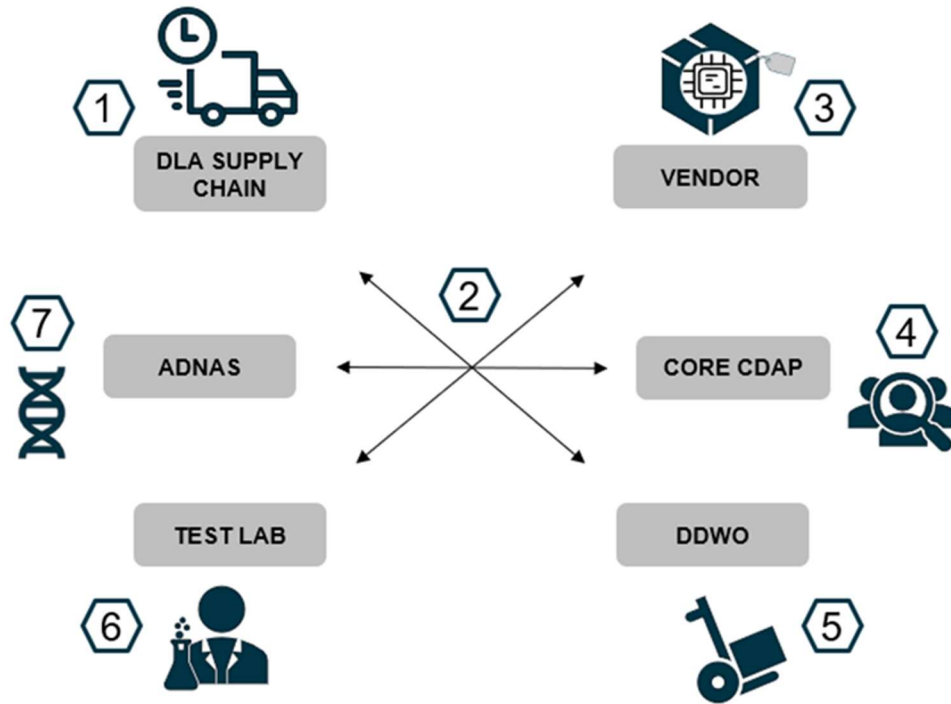 1
DLA SUPPLY
CHAIN
3
VENDOR
2
7
ADNAS
4
CORE CDAP
TEST LAB
DDWO
6
5